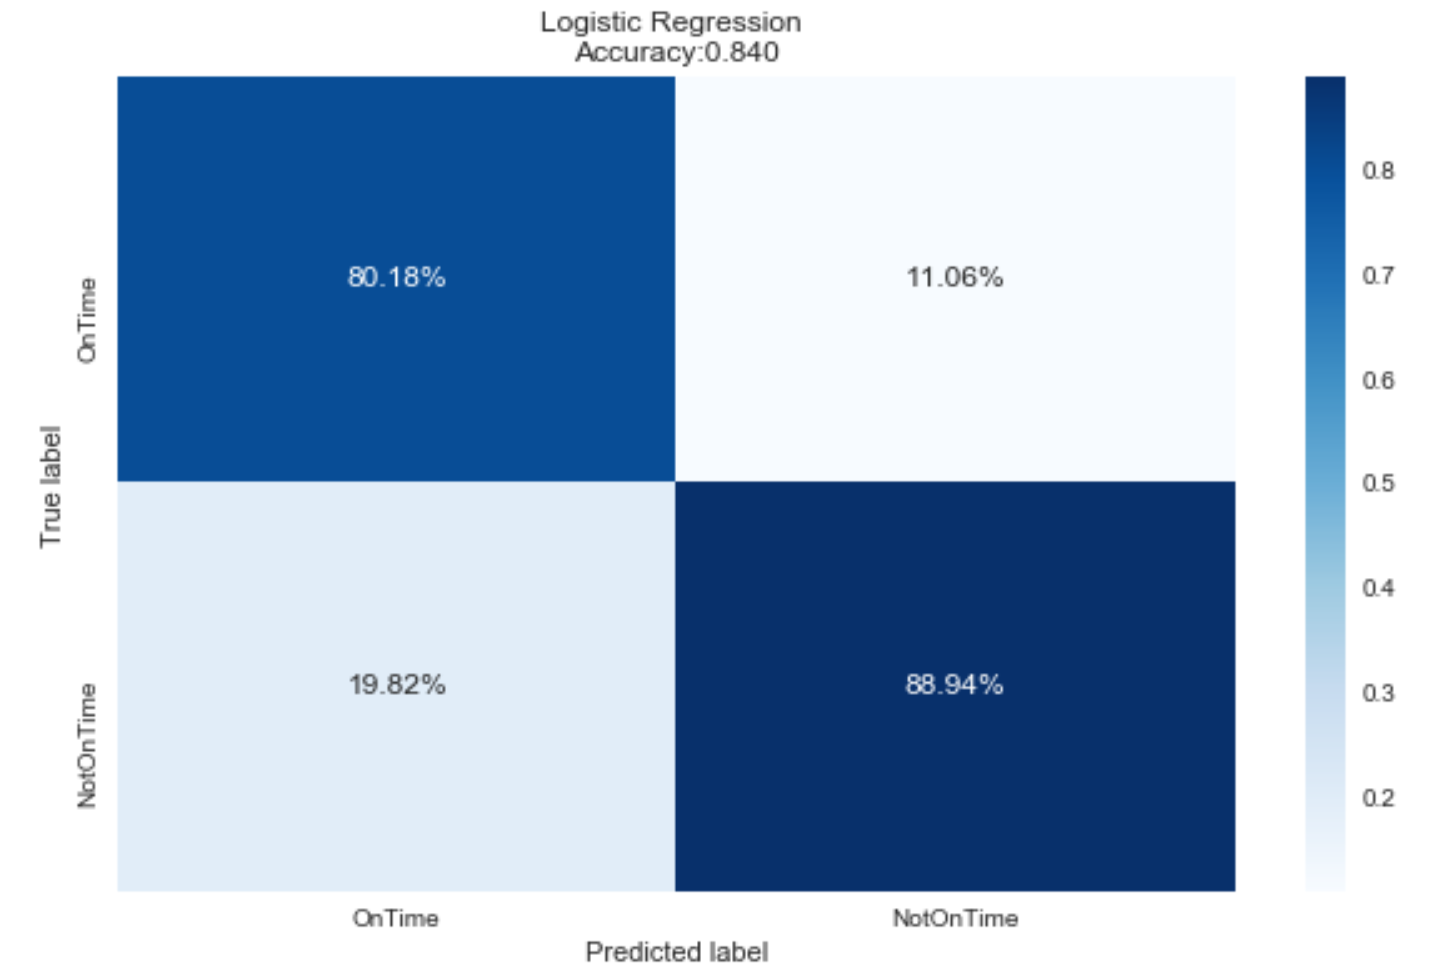 Logistic Regression
Accuracy:0.840
80.18%
11.06%
19.82%
88.94%
OnTime
NotOnTime
True label
OnTime
NotOnTime
Predicted label
0.8
0.7
0.6
0.5
0.4
0.3
0.2